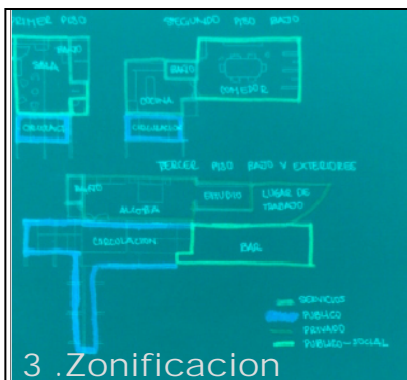 PRIMER PISO
SEGUNDO PISO BAJO
BAÑO
SALA
CIRCULACION
BAÑO
COCINA
COMEDOR
CIRCULACION
TERCER PISO BAJO Y EXTERIORES
BAÑO
ALCOBA
ESTUDIO
LUGAR DE
TRABAJO
CIRCULACION
BAR
SERVICIOS
PUBLICO
PRIVADO
PUBLICO-SOCIAL
3 .Zonificacion